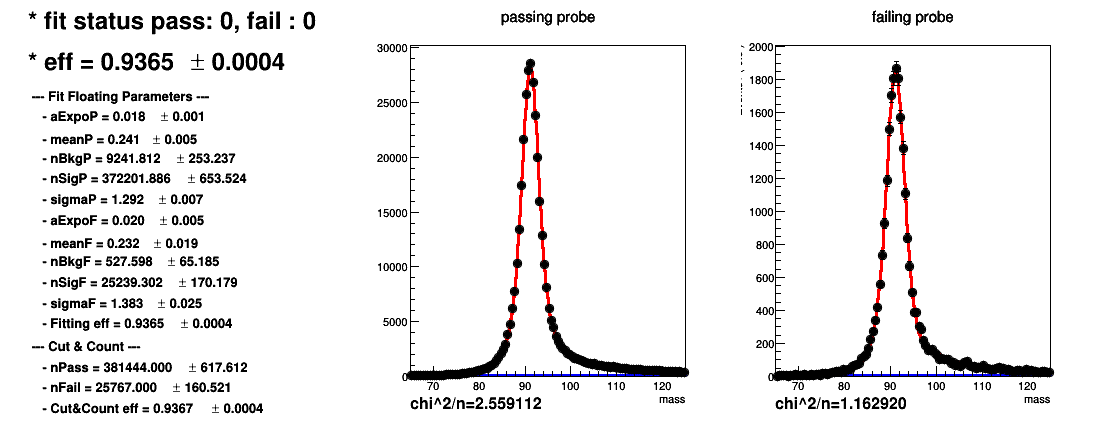 * fit status pass: 0, fail : 0
* eff = 0.9365 ± 0.0004
--- Fit Floating Parameters ---
- aExpoP = 0.018 ± 0.001
- meanP = 0.241 ± 0.005
- nBkgP = 9241.812 ± 253.237
- nSigP = 372201.886 ± 653.524
- sigmaP = 1.292 ± 0.007
- aExpoF = 0.020 ± 0.005
- meanF = 0.232 ± 0.019
- nBkgF = 527.598 ± 65.185
- nSigF = 25239.302 ± 170.179
- sigmaF = 1.383 ± 0.025
- Fitting eff = 0.9365 ± 0.0004
--- Cut & Count ---
- nPass = 381444.000 ± 617.612
- nFail = 25767.000 ± 160.521
- Cut&Count eff = 0.9367 ± 0.0004
passing probe
30000
25000
20000
15000
10000
5000
0
70 80 90 100 110 120
mass
chi^2/n=2.559112
failing probe
2000
1800
1600
1400
1200
1000
800
600
400
200
0
70 80 90 100 110 120
mass
chi^2/n=1.162920